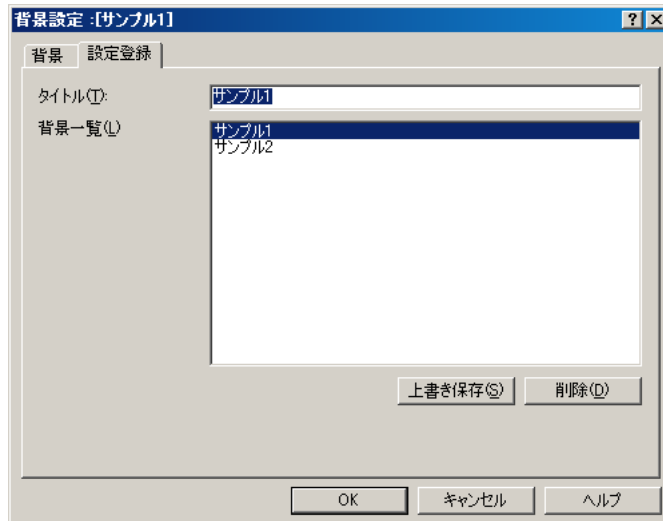 背景設定 :[サンプル1]
背景 設定登録
タイトル(T): サンプル1
背景一覧(L) サンプル1
サンプル2
上書き保存(S) 削除(D)
OK キャンセル ヘルプ